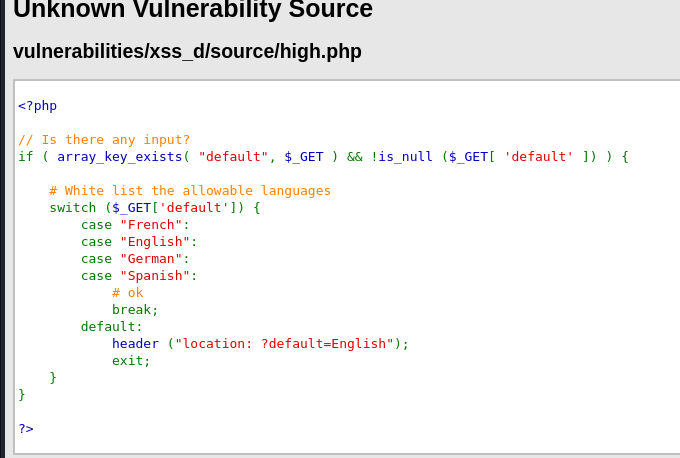 Unknown Vulnerability Source
vulnerabilities/xss_d/source/high.php
<?php
// Is there any input?
if ( array_key_exists( "default", $_GET ) && !is_null ($_GET[ 'default' ]) ) {
# White list the allowable languages
switch ($_GET['default']) {
case "French":
case "English":
case "German":
case "Spanish":
# ok
break;
default:
header ("location: ?default=English");
exit;
}
}
?>